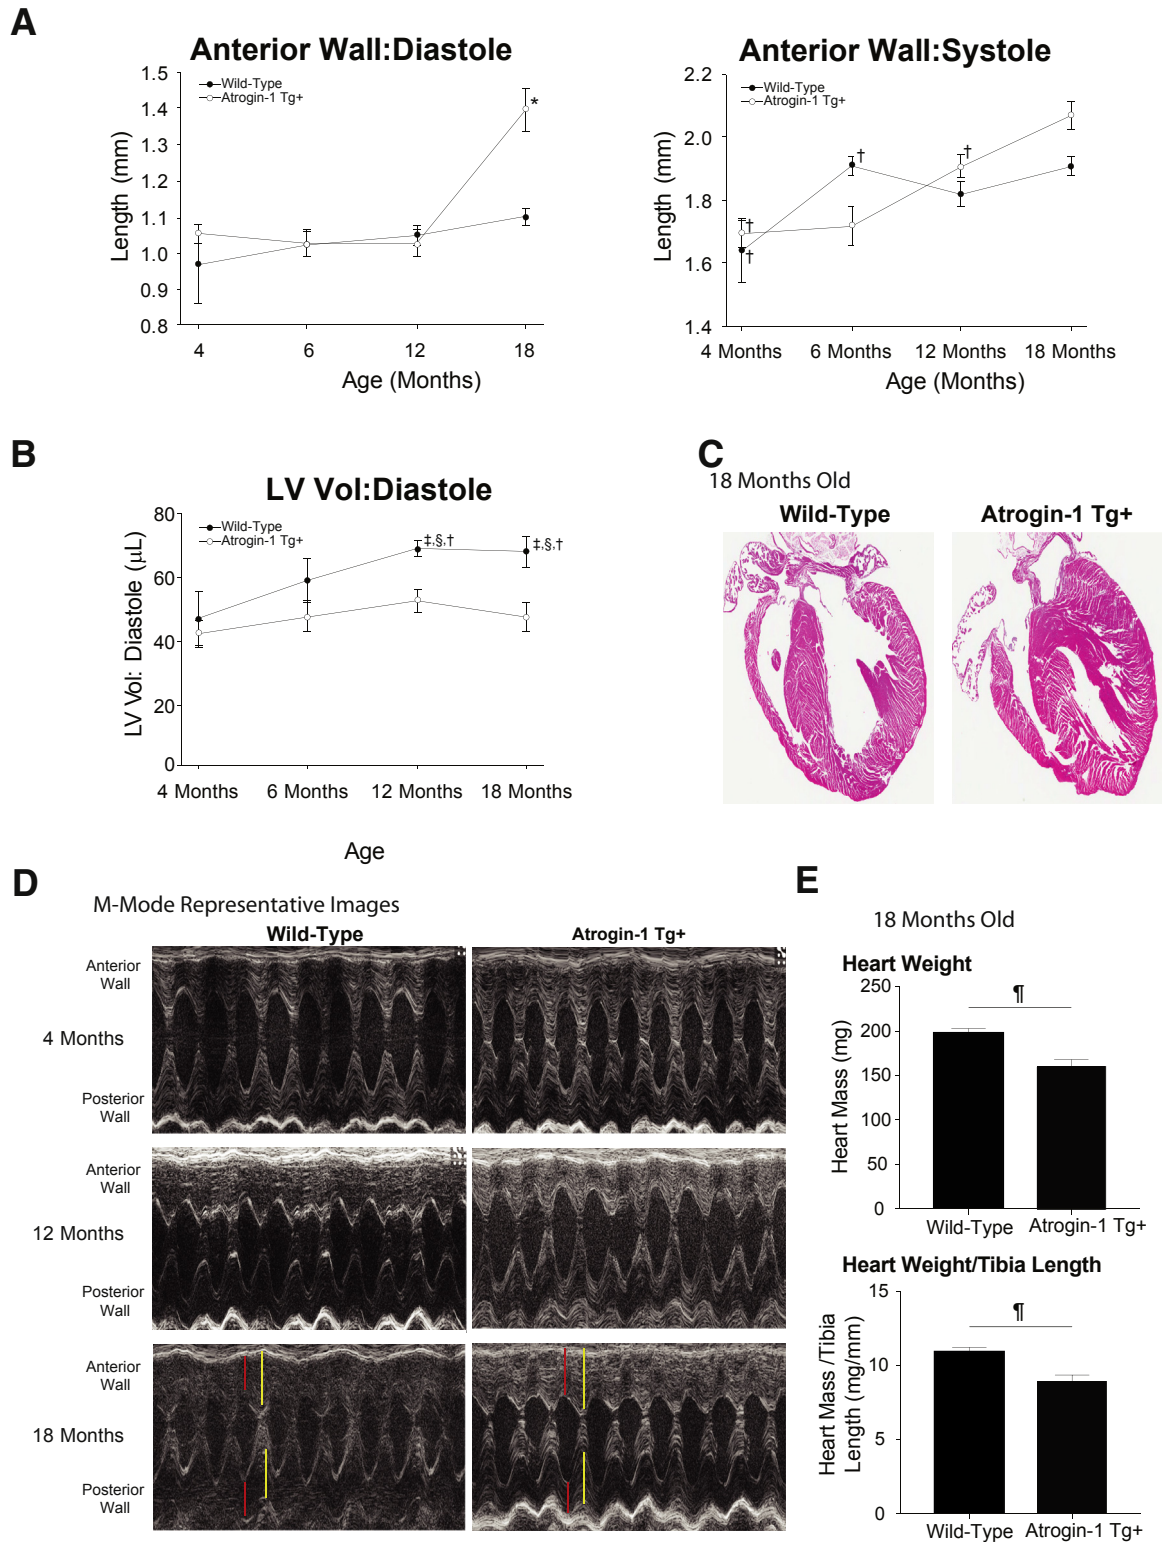 A
Anterior Wall:Diastole
Wild-Type
Atrogin-1 Tg+
1.5
1.4
1.3
1.2
1.1
1.0
0.9
0.8
Length (mm)
*
4
6
12
18
Age (Months)
Anterior Wall:Systole
Wild-Type
Atrogin-1 Tg+
2.2
2.0
1.8
1.6
1.4
Length (mm)
†
†
†
†
4 Months
6 Months
12 Months
18 Months
Age (Months)
B
LV Vol:Diastole
Wild-Type
Atrogin-1 Tg+
80
60
40
20
0
LV Vol: Diastole (μL)
‡,§,†
‡,§,†
4 Months
6 Months
12 Months
18 Months
Age
C
18 Months Old
Wild-Type
Atrogin-1 Tg+
D
M-Mode Representative Images
Wild-Type
Atrogin-1 Tg+
Anterior
Wall
4 Months
Posterior
Wall
Anterior
Wall
12 Months
Posterior
Wall
Anterior
Wall
18 Months
Posterior
Wall
E
18 Months Old
Heart Weight
250
200
150
100
50
0
Heart Mass (mg)
¶
Wild-Type
Atrogin-1 Tg+
Heart Weight/Tibia Length
15
10
5
0
Heart Mass /Tibia
Length (mg/mm)
¶
Wild-Type
Atrogin-1 Tg+